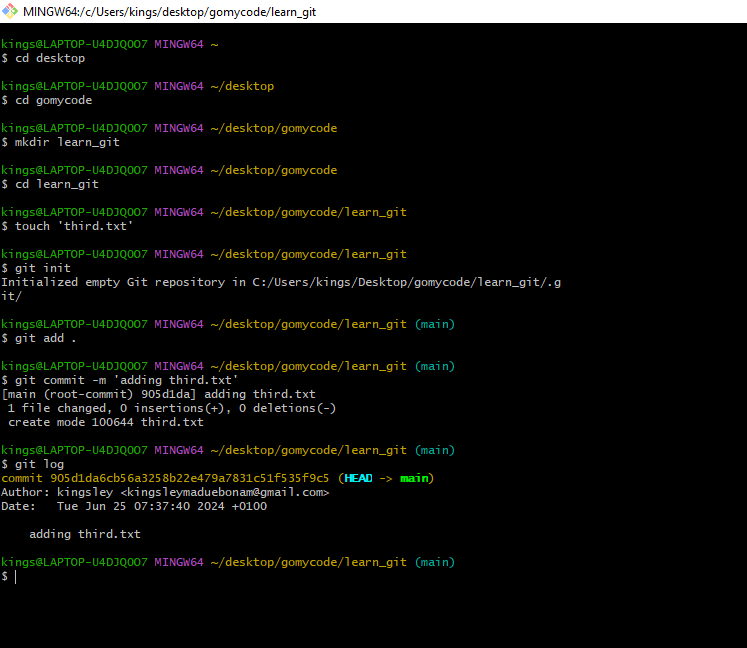 MINGW64:/c/Users/kings/desktop/gomycode/learn_git
kings@LAPTOP-U4DJQOO7 MINGW64 ~
$ cd desktop
kings@LAPTOP-U4DJQOO7 MINGW64 ~/desktop
$ cd gomycode
kings@LAPTOP-U4DJQOO7 MINGW64 ~/desktop/gomycode
$ mkdir learn_git
kings@LAPTOP-U4DJQOO7 MINGW64 ~/desktop/gomycode
$ cd learn_git
kings@LAPTOP-U4DJQOO7 MINGW64 ~/desktop/gomycode/learn_git
$ touch 'third.txt'
kings@LAPTOP-U4DJQOO7 MINGW64 ~/desktop/gomycode/learn_git
$ git init
Initialized empty Git repository in C:/Users/kings/Desktop/gomycode/learn_git/.g
it/
kings@LAPTOP-U4DJQOO7 MINGW64 ~/desktop/gomycode/learn_git (main)
$ git add .
kings@LAPTOP-U4DJQOO7 MINGW64 ~/desktop/gomycode/learn_git (main)
$ git commit -m 'adding third.txt'
[main (root-commit) 905d1da] adding third.txt
 1 file changed, 0 insertions(+), 0 deletions(-)
 create mode 100644 third.txt
kings@LAPTOP-U4DJQOO7 MINGW64 ~/desktop/gomycode/learn_git (main)
$ git log
commit 905d1da6cb56a3258b22e479a7831c51f535f9c5 (HEAD -> main)
Author: kingsley <kingsleymaduebonam@gmail.com>
Date:   Tue Jun 25 07:37:40 2024 +0100
    adding third.txt
kings@LAPTOP-U4DJQOO7 MINGW64 ~/desktop/gomycode/learn_git (main)
$